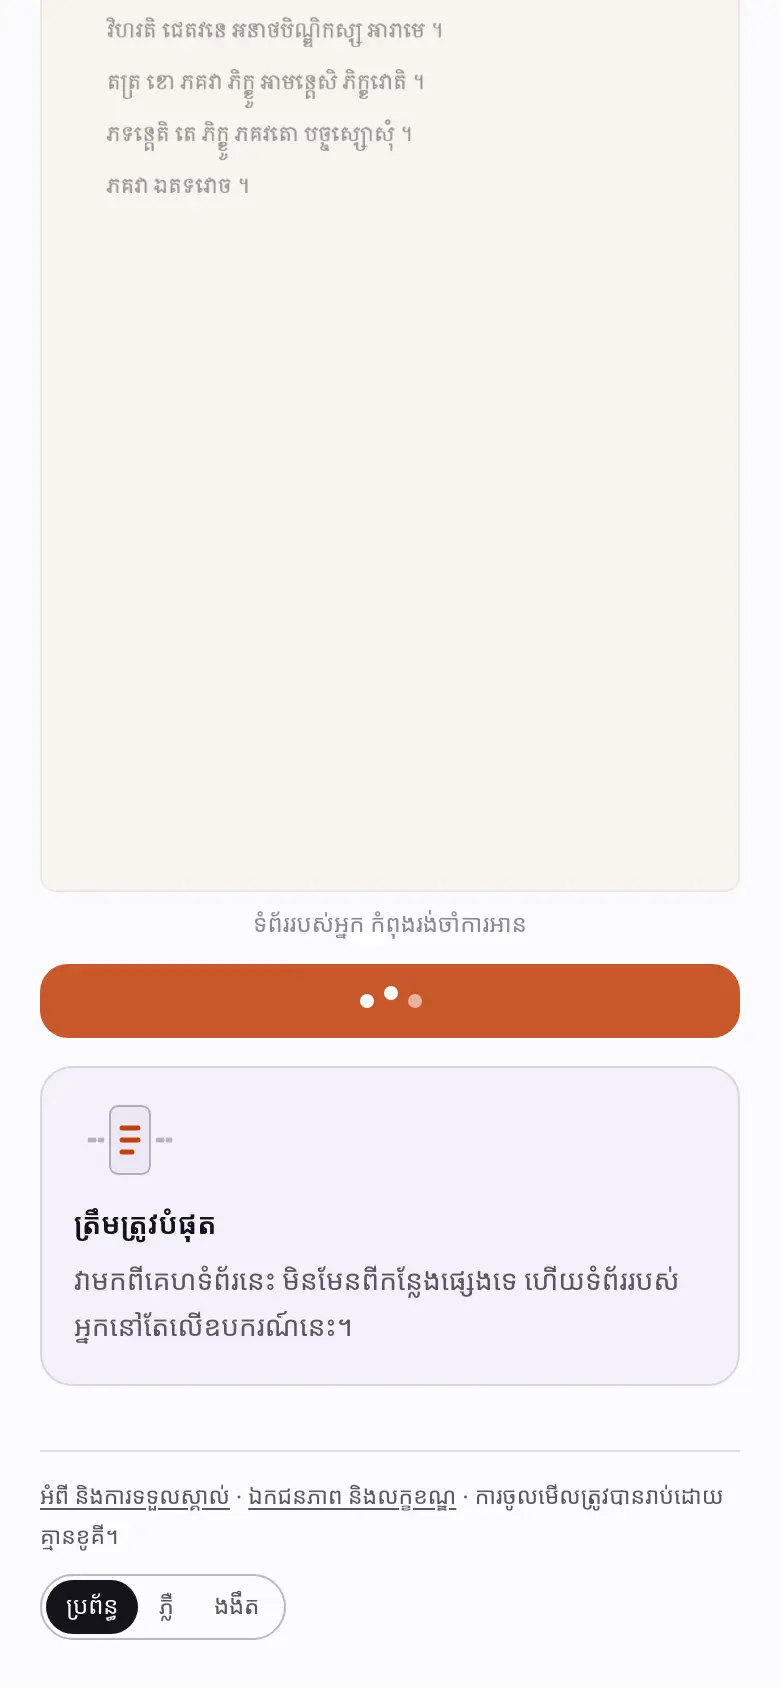 វិហរតិ ជេតវនេ អនាថបិណ្ឌិកស្ស អារាមេ ។
តត្រ ខោ ភគវា ភិក្ខូ អាមន្តេសិ ភិក្ខវោតិ ។
ភទន្តេតិ តេ ភិក្ខូ ភគវតោ បច្ចស្សោសុំ ។
ភគវា ឯតទវោច ។
ទំព័ររបស់អ្នក កំពុងរង់ចាំការអាន
ត្រឹមត្រូវបំផុត
វាមកពីគេហទំព័រនេះ មិនមែនពីកន្លែងផ្សេងទេ ហើយទំព័ររបស់
អ្នកនៅតែលើឧបករណ៍នេះ។
អំពី និងការទទួលស្គាល់ · ឯកជនភាព និងលក្ខខណ្ឌ · ការចូលមើលត្រូវបានរាប់ដោយ
គ្មានខូគី។
ប្រព័ន្ធ ភ្លឺ ងងឹត